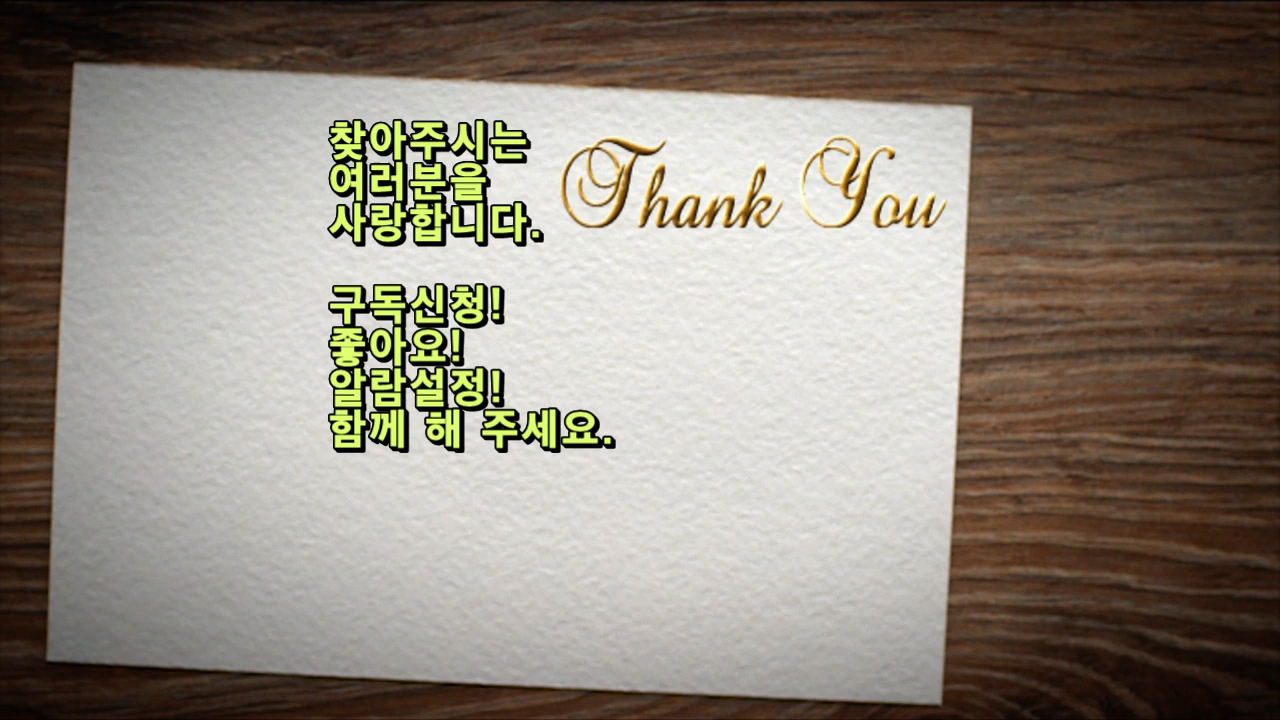 찾아주시는
여러분을
사랑합니다.
Thank You
구독신청!
좋아요!
알람설정!
함께 해 주세요.